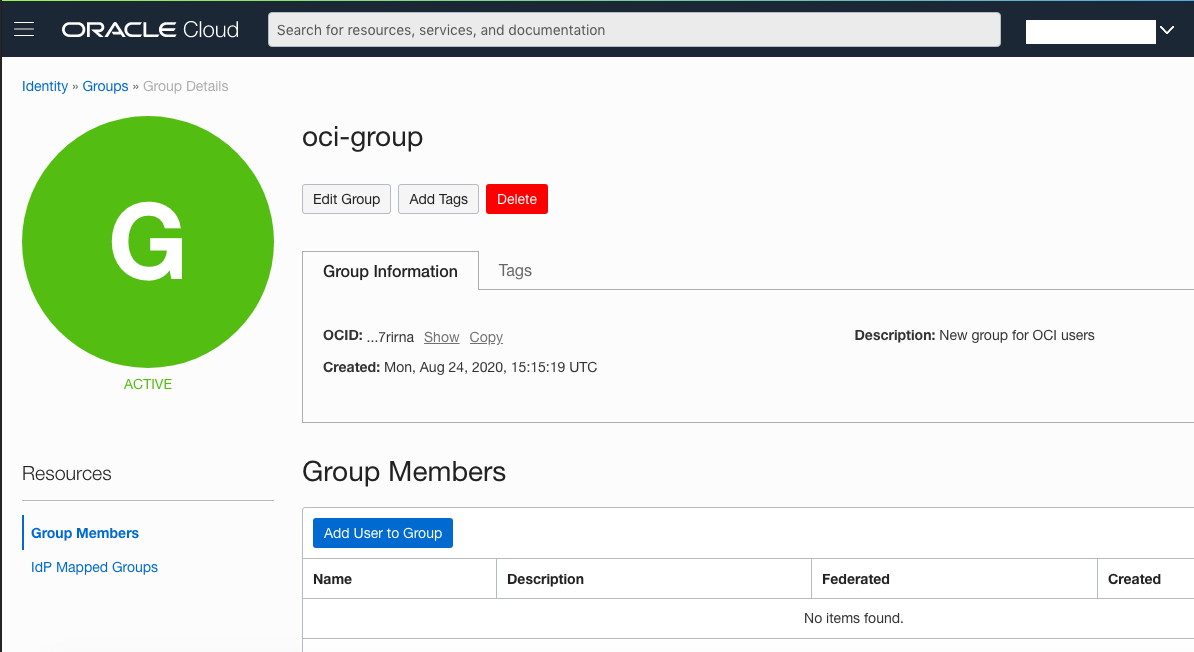 ORACLE Cloud
Search for resources, services, and documentation
Identity » Groups » Group Details
G
ACTIVE
oci-group
Edit Group Add Tags Delete
Group Information Tags
OCID: ...7rirna Show Copy
Description: New group for OCI users
Created: Mon, Aug 24, 2020, 15:15:19 UTC
Resources
Group Members
IdP Mapped Groups
Group Members
Add User to Group
Name Description Federated Created
No items found.